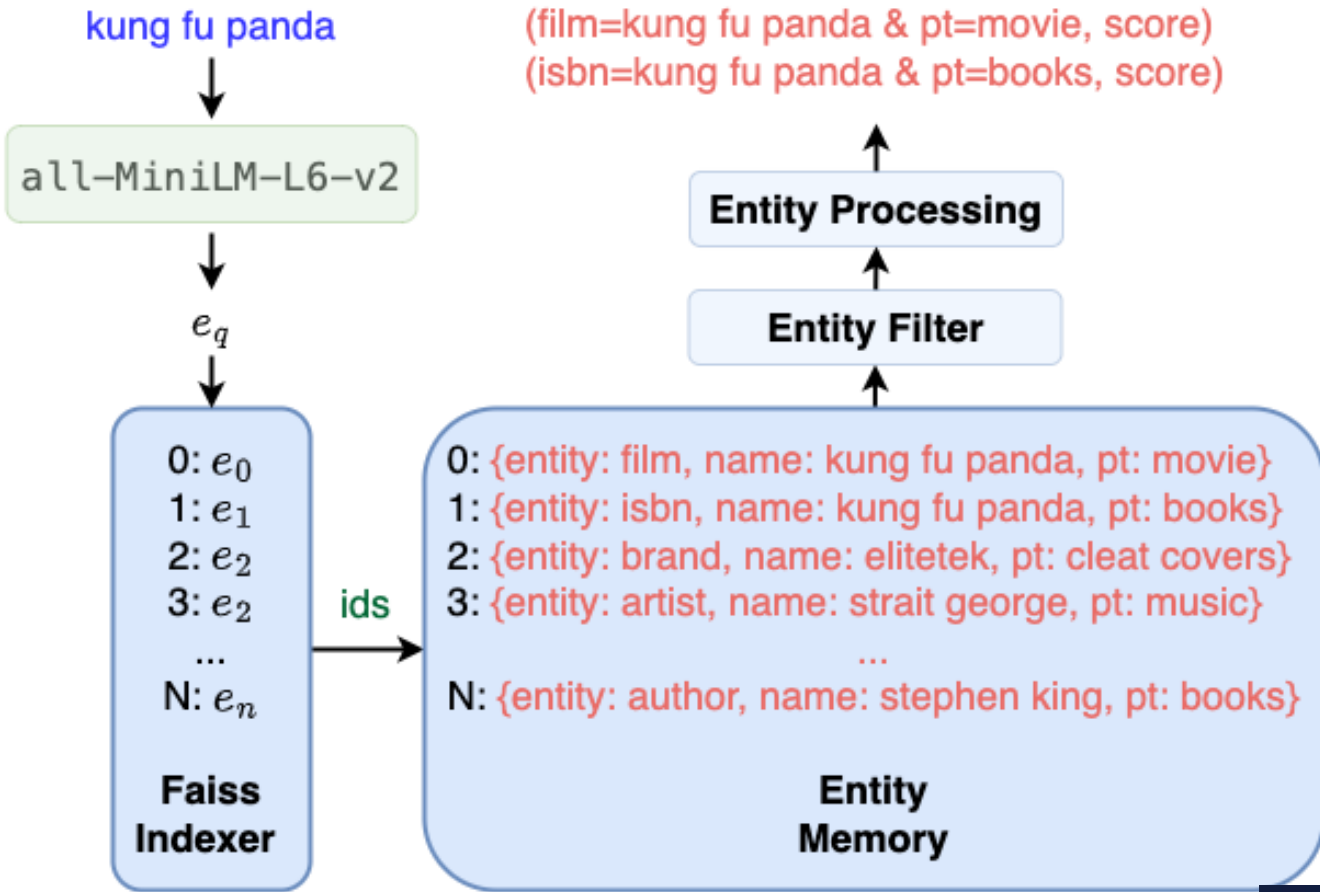 kung fu panda
all-MiniLM-L6-v2
e_q
0: e_0
1: e_1
2: e_2
3: e_2
...
N: e_n
Faiss
Indexer
ids
(film=kung fu panda & pt=movie, score)
(isbn=kung fu panda & pt=books, score)
Entity Processing
Entity Filter
0: {entity: film, name: kung fu panda, pt: movie}
1: {entity: isbn, name: kung fu panda, pt: books}
2: {entity: brand, name: elitetek, pt: cleat covers}
3: {entity: artist, name: strait george, pt: music}
...
N: {entity: author, name: stephen king, pt: books}
Entity
Memory